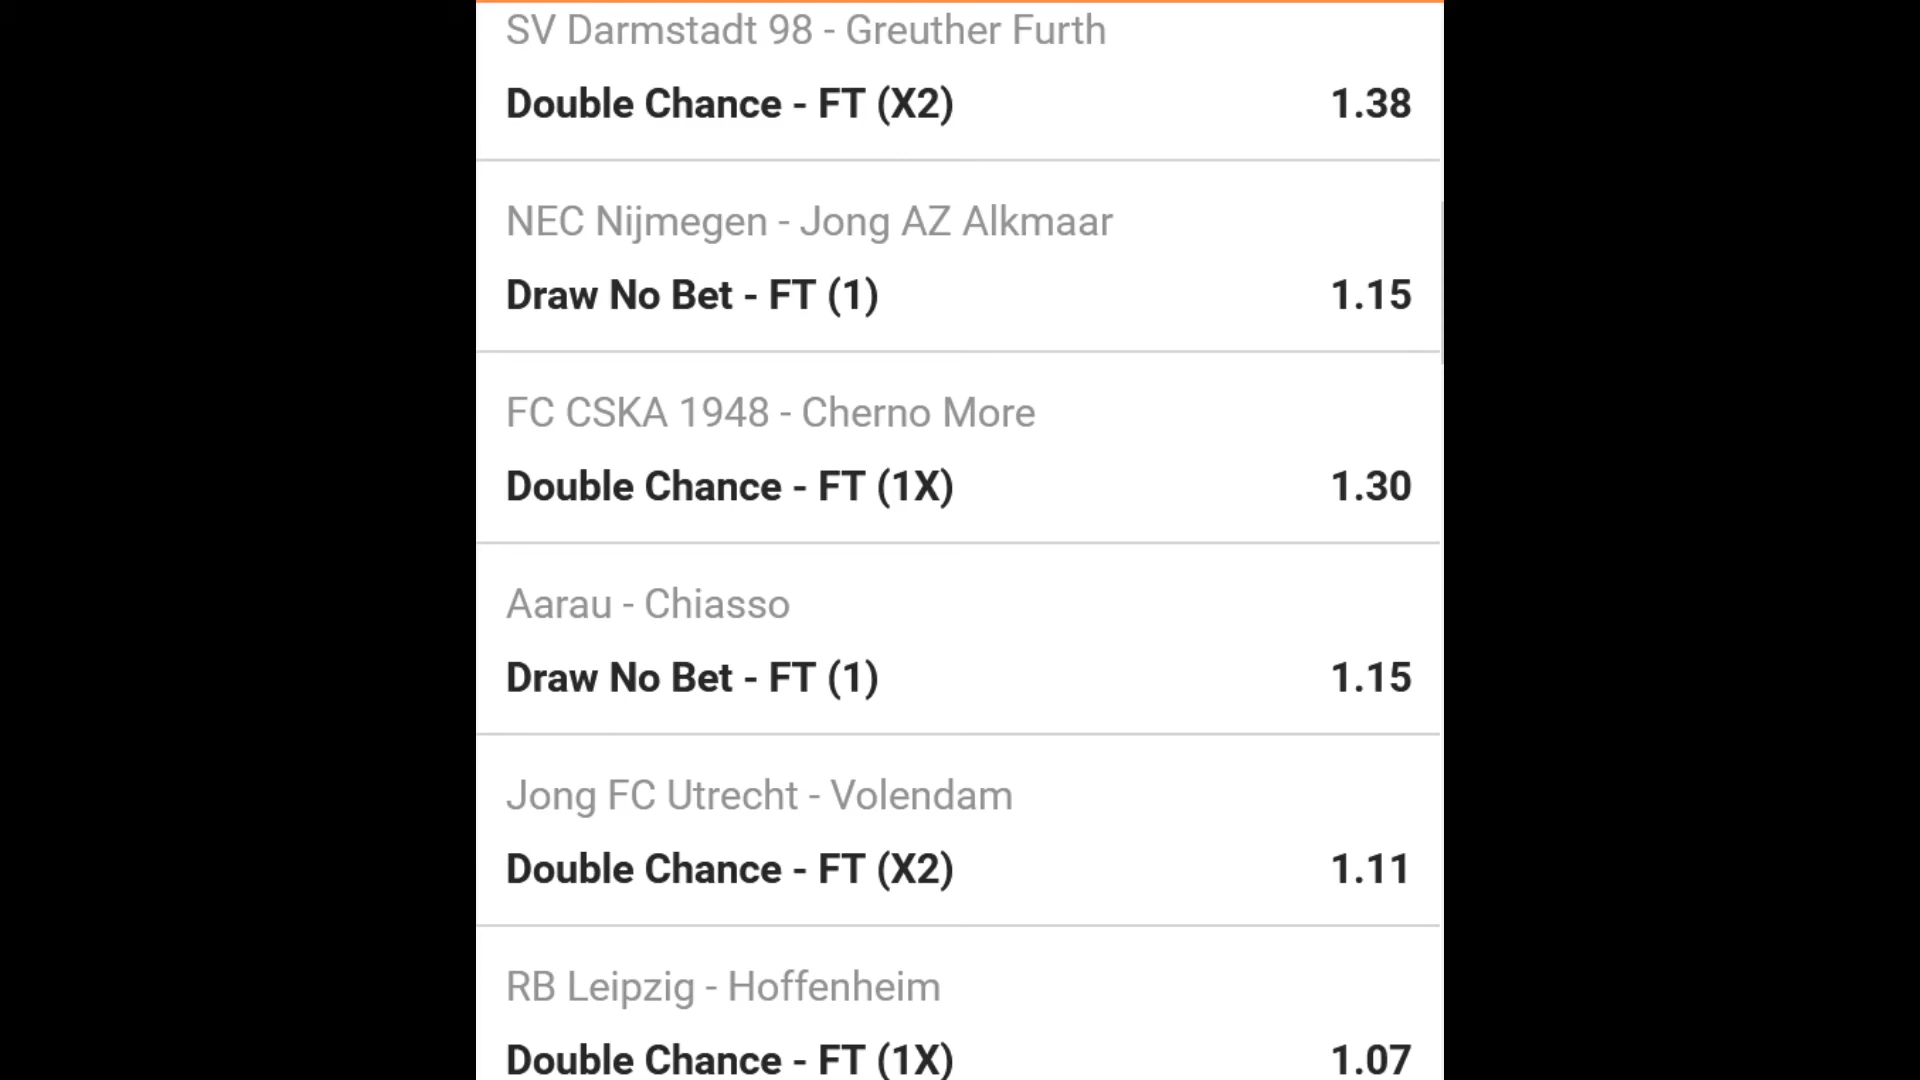 SV Darmstadt 98 - Greuther Furth
Double Chance - FT (X2) 1.38
NEC Nijmegen - Jong AZ Alkmaar
Draw No Bet - FT (1) 1.15
FC CSKA 1948 - Cherno More
Double Chance - FT (1X) 1.30
Aarau - Chiasso
Draw No Bet - FT (1) 1.15
Jong FC Utrecht - Volendam
Double Chance - FT (X2) 1.11
RB Leipzig - Hoffenheim
Double Chance - FT (1X) 1.07